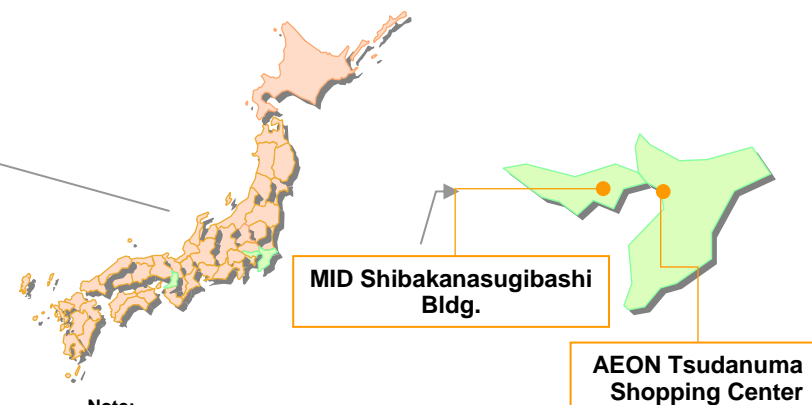 MID Shibakanasugibashi
Bldg.
AEON Tsudanuma
Shopping Center
Note: